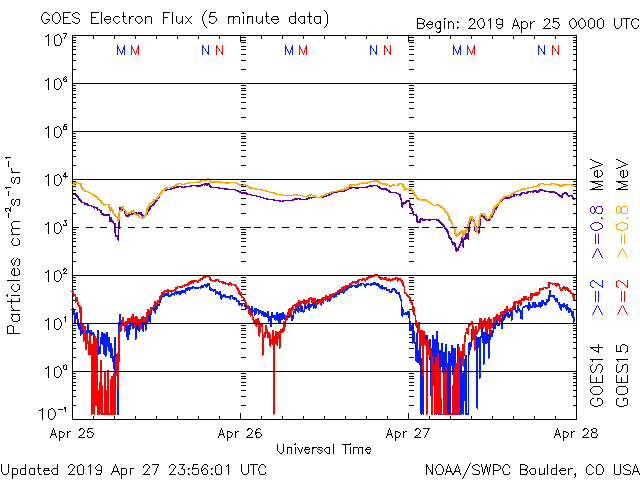 GOES Electron Flux (5 minute data)
Begin: 2019 Apr 25 0000 UTC
M M N N M M N N M M N N
10⁷
10⁶
10⁵
10⁴
10³
10²
10¹
10⁰
10⁻¹
Particles cm⁻²s⁻¹sr⁻¹
Apr 25 Apr 26 Apr 27 Apr 28
Universal Time
GOES14 >=2 >=0.8 MeV
GOES15 >=2 >=0.8 MeV
Updated 2019 Apr 27 23:56:01 UTC
NOAA/SWPC Boulder, CO USA